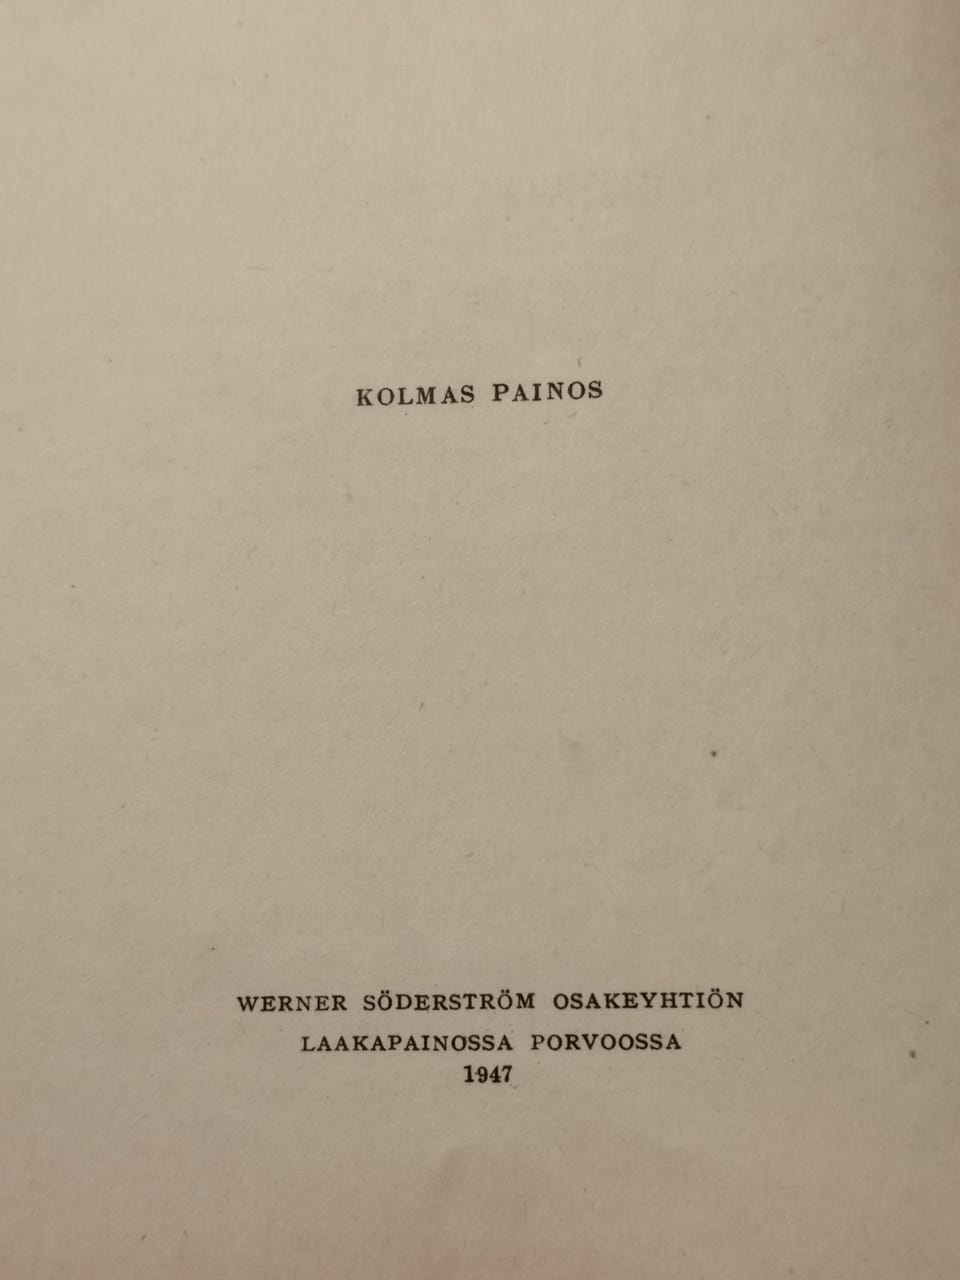 KOLMAS PAINOS
WERNER SÖDERSTRÖM OSAKEYHTIÖN
LAAKAPAINOSSA PORVOOSSA
1947